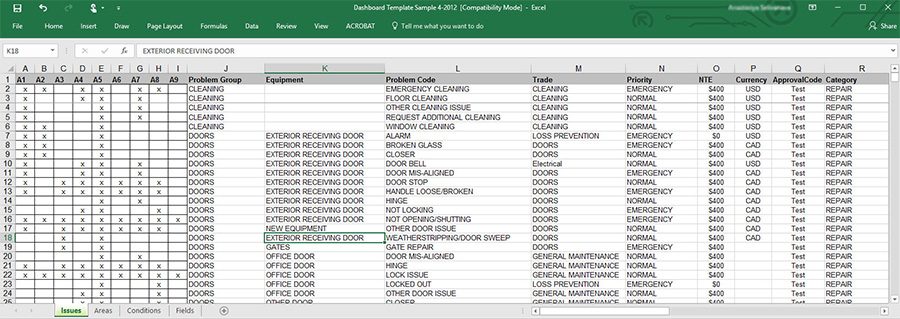 Dashboard Template Sample 4-2012 [Compatibility Mode] - Excel
File Home Insert Draw Page Layout Formulas Data Review View ACROBAT Tell me what you want to do Share
K18 fx EXTERIOR RECEIVING DOOR
A B C D E F G H I J K L M N O P Q R
1 A1 A2 A3 A4 A5 A6 A7 A8 A9 Problem Group Equipment Problem Code Trade Priority NTE Currency ApprovalCode Category
2 x x x x x x CLEANING EMERGENCY CLEANING CLEANING EMERGENCY $400 USD Test REPAIR
3 x x x x CLEANING FLOOR CLEANING CLEANING NORMAL $400 USD Test REPAIR
4 x x x CLEANING OTHER CLEANING ISSUE CLEANING NORMAL $400 USD Test REPAIR
5 x x x CLEANING REQUEST ADDITIONAL CLEANING CLEANING NORMAL $400 USD Test REPAIR
6 x x CLEANING WINDOW CLEANING CLEANING NORMAL $400 USD Test REPAIR
7 x x x DOORS EXTERIOR RECEIVING DOOR ALARM LOSS PREVENTION EMERGENCY $0 USD Test REPAIR
8 x x x DOORS EXTERIOR RECEIVING DOOR BROKEN GLASS DOORS EMERGENCY $400 CAD Test REPAIR
9 x x x DOORS EXTERIOR RECEIVING DOOR CLOSER DOORS NORMAL $400 CAD Test REPAIR
10 x x x DOORS EXTERIOR RECEIVING DOOR DOOR BELL Electrical NORMAL $400 USD Test REPAIR
11 x x x DOORS EXTERIOR RECEIVING DOOR DOOR MIS-ALIGNED DOORS NORMAL $400 CAD Test REPAIR
12 x x x x x x x DOORS EXTERIOR RECEIVING DOOR DOOR STOP DOORS NORMAL $400 CAD Test REPAIR
13 x x x x x x x DOORS EXTERIOR RECEIVING DOOR HANDLE LOOSE/BROKEN DOORS EMERGENCY $400 CAD Test REPAIR
14 x x DOORS EXTERIOR RECEIVING DOOR HINGE DOORS NORMAL $400 CAD Test REPAIR
15 x x x DOORS EXTERIOR RECEIVING DOOR NOT LOCKING DOORS EMERGENCY $400 CAD Test REPAIR
16 x x x x x x x x x DOORS EXTERIOR RECEIVING DOOR NOT OPENING/SHUTTING DOORS EMERGENCY $400 CAD Test REPAIR
17 x x x x x x x x DOORS NEW EQUIPMENT OTHER DOOR ISSUE DOORS NORMAL $400 CAD Test REPAIR
18 x x DOORS EXTERIOR RECEIVING DOOR WEATHERSTRIPPING/DOOR SWEEP DOORS NORMAL $400 CAD Test REPAIR
19 x x DOORS GATES GATE REPAIR DOORS EMERGENCY $400 Test REPAIR
20 x x x DOORS OFFICE DOOR DOOR MIS-ALIGNED GENERAL MAINTENANCE NORMAL $400 Test REPAIR
21 x x x x x x x DOORS OFFICE DOOR HINGE GENERAL MAINTENANCE NORMAL $400 Test REPAIR
22 x x x x x x x x x DOORS OFFICE DOOR LOCK ISSUE GENERAL MAINTENANCE NORMAL $400 Test REPAIR
23 x x DOORS OFFICE DOOR LOCKED OUT LOSS PREVENTION EMERGENCY $0 Test REPAIR
24 x x x DOORS OFFICE DOOR OTHER DOOR ISSUE GENERAL MAINTENANCE NORMAL $400 Test REPAIR
25 x x x DOORS OTHER DOOR CLOSER GENERAL MAINTENANCE NORMAL $400 Test REPAIR
Issues Areas Conditions Fields